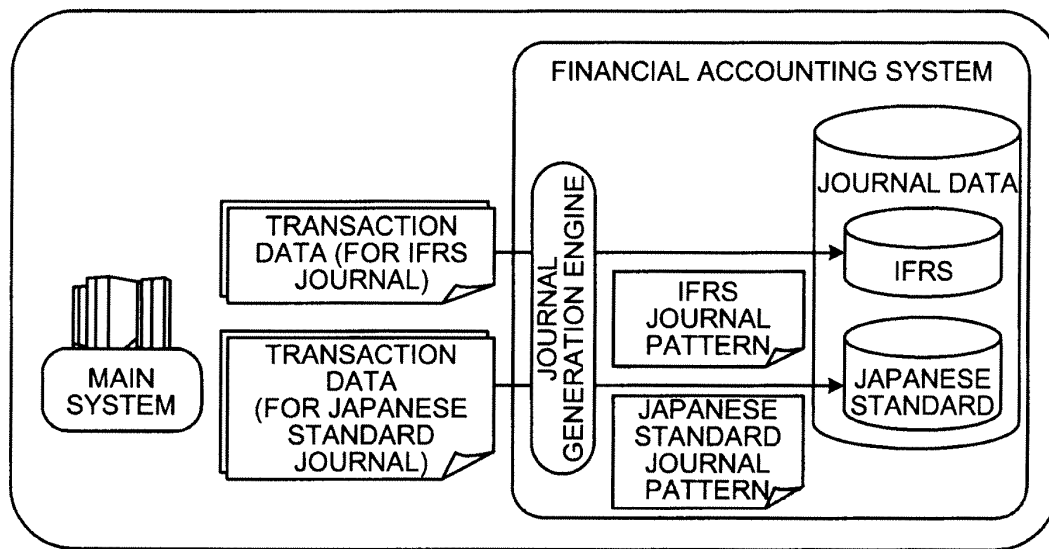 FINANCIAL ACCOUNTING SYSTEM
JOURNAL DATA
TRANSACTION
DATA (FOR IFRS
JOURNAL)
JOURNAL
GENERATION ENGINE
IFRS
IFRS
JOURNAL
PATTERN
MAIN
SYSTEM
TRANSACTION
DATA
(FOR JAPANESE
STANDARD
JOURNAL)
JAPANESE
STANDARD
JAPANESE
STANDARD
JOURNAL
PATTERN